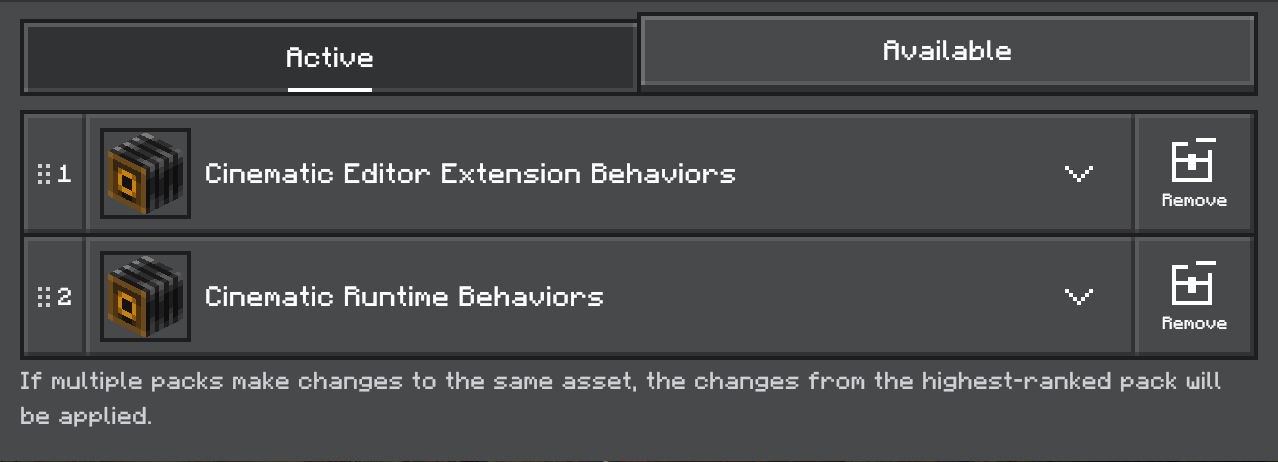 Active
Available
1
Cinematic Editor Extension Behaviors
Remove
2
Cinematic Runtime Behaviors
Remove
If multiple packs make changes to the same asset, the changes from the highest-ranked pack will
be applied.